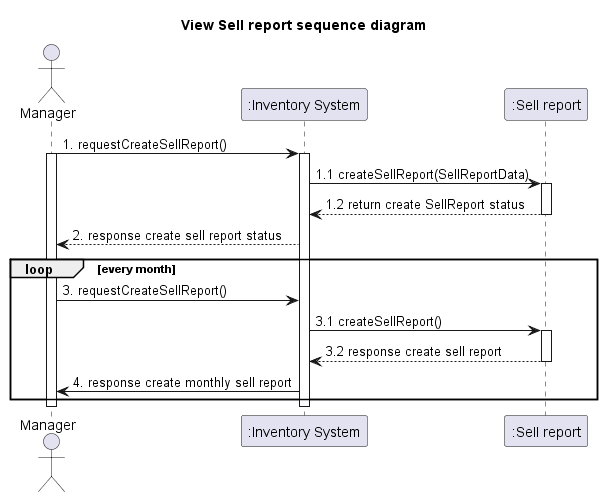 View Sell report sequence diagram
Manager
:Inventory System
:Sell report
1. requestCreateSellReport()
1.1 createSellReport(SellReportData)
1.2 return create SellReport status
2. response create sell report status
loop [every month]
3. requestCreateSellReport()
3.1 createSellReport()
3.2 response create sell report
4. response create monthly sell report
Manager
:Inventory System
:Sell report